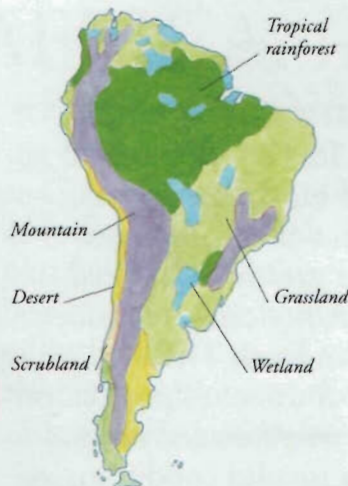 Tropical
rainforest
Mountain
Desert
Grassland
Scrubland
Wetland